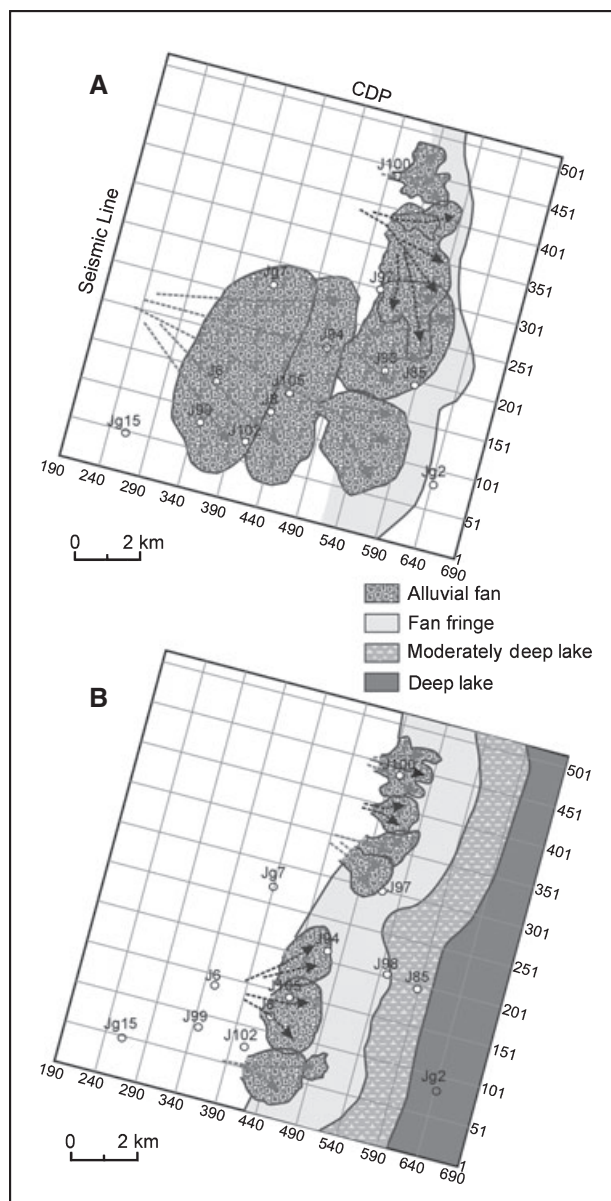 A
CDP
Seismic Line
J100
501
451
401
351
301
251
201
151
101
51
1
Jg7
J94
J98
J85
J6
J105
J8
J99
J102
Jg15
Jg2
190
240
290
340
390
440
490
540
590
640
690
0 2 km
Alluvial fan
Fan fringe
Moderately deep lake
Deep lake
B
J100
501
451
401
351
301
251
201
151
101
51
1
Jg7
J97
J94
J98
J85
J6
Jg15
J99
J102
Jg2
190
240
290
340
390
440
490
540
590
640
690
0 2 km